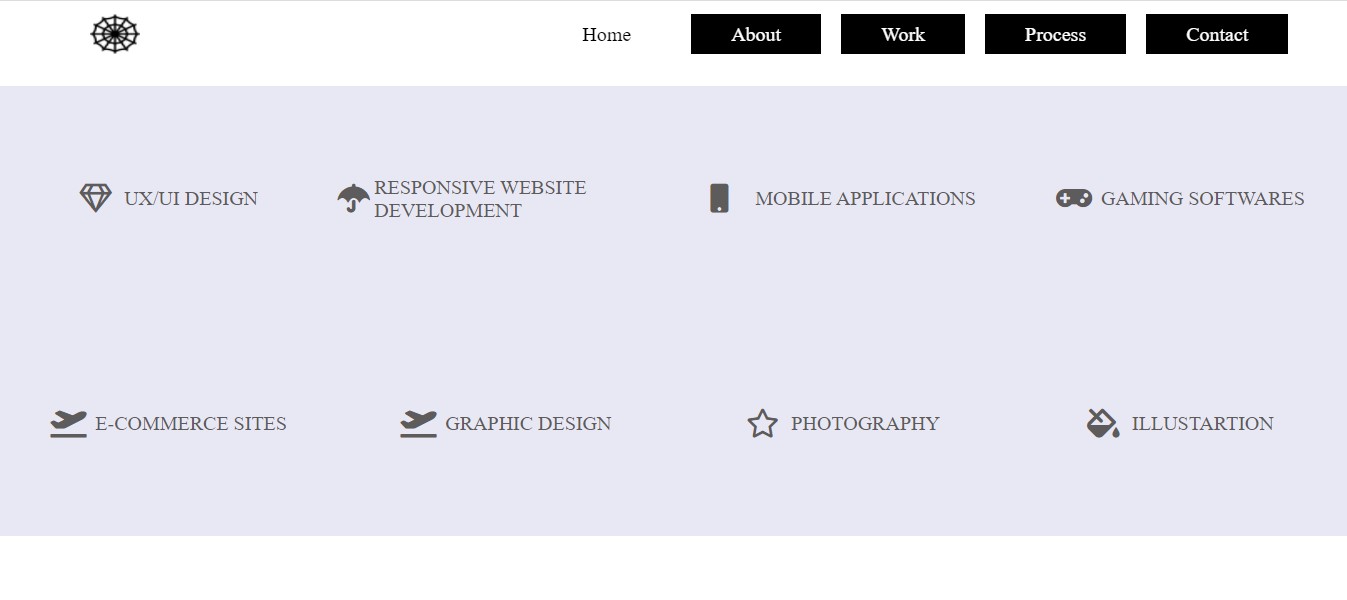 Home About Work Process Contact
UX/UI DESIGN
RESPONSIVE WEBSITE
DEVELOPMENT
MOBILE APPLICATIONS
GAMING SOFTWARES
E-COMMERCE SITES
GRAPHIC DESIGN
PHOTOGRAPHY
ILLUSTARTION